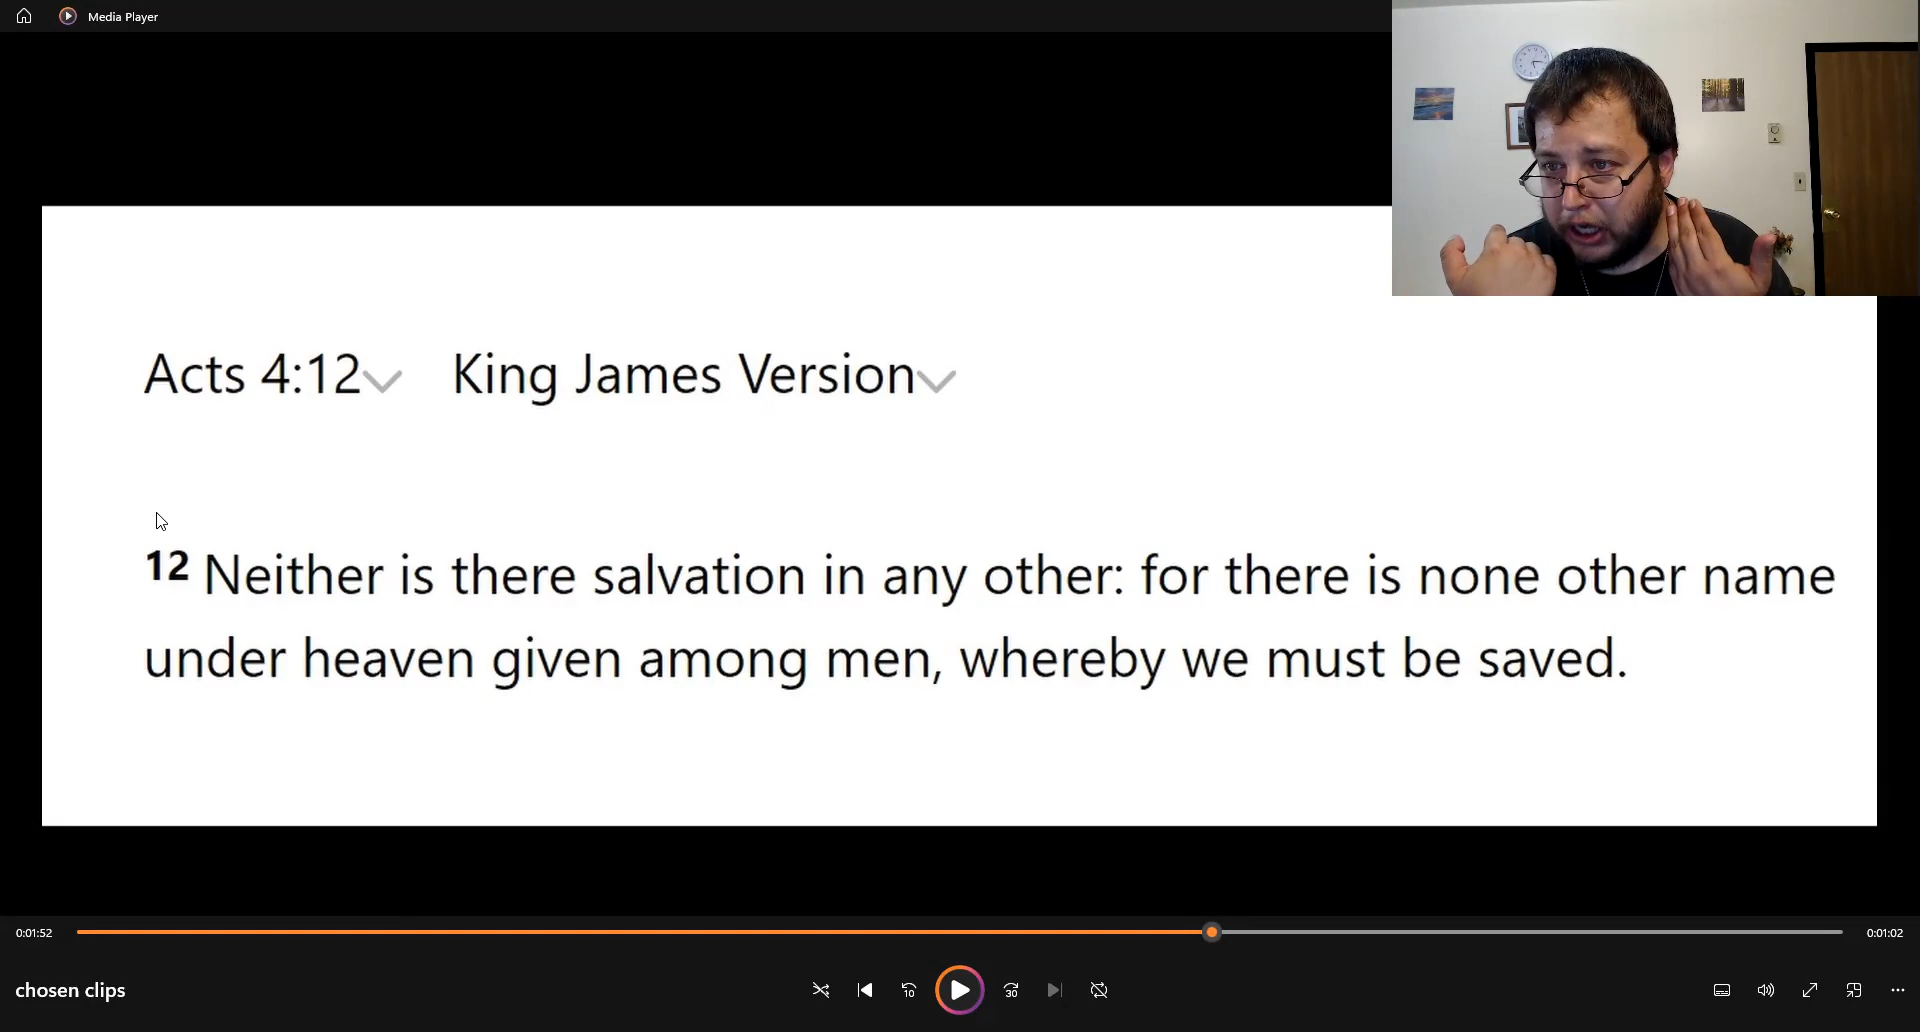 Media Player
Acts 4:12 King James Version
12 Neither is there salvation in any other: for there is none other name
under heaven given among men, whereby we must be saved.
0:01:52
0:01:02
chosen clips
10
30